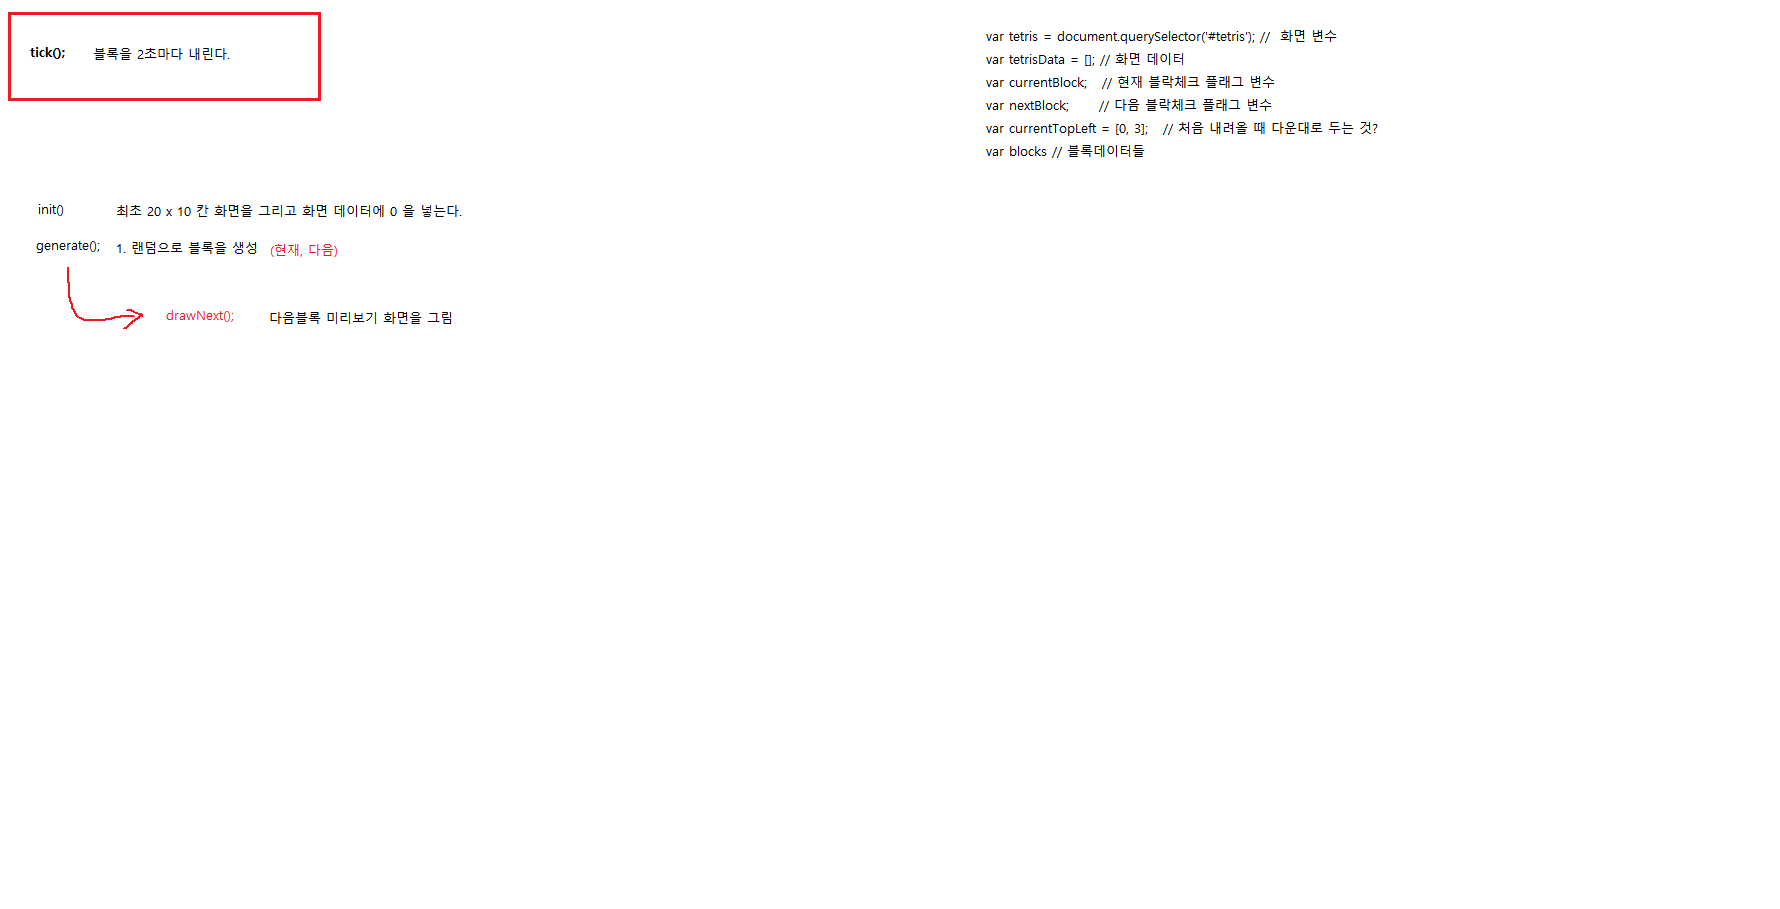 tick(); 블록을 2초마다 내린다.
init() 최초 20 x 10 칸 화면을 그리고 화면 데이터에 0 을 넣는다.
generate(); 1. 랜덤으로 블록을 생성 (현재, 다음)
drawNext(); 다음블록 미리보기 화면을 그림
var tetris = document.querySelector('#tetris'); // 화면 변수
var tetrisData = []; // 화면 데이터
var currentBlock; // 현재 블락체크 플래그 변수
var nextBlock; // 다음 블락체크 플래그 변수
var currentTopLeft = [0, 3]; // 처음 내려올 때 다운대로 두는 것?
var blocks // 블록데이터들